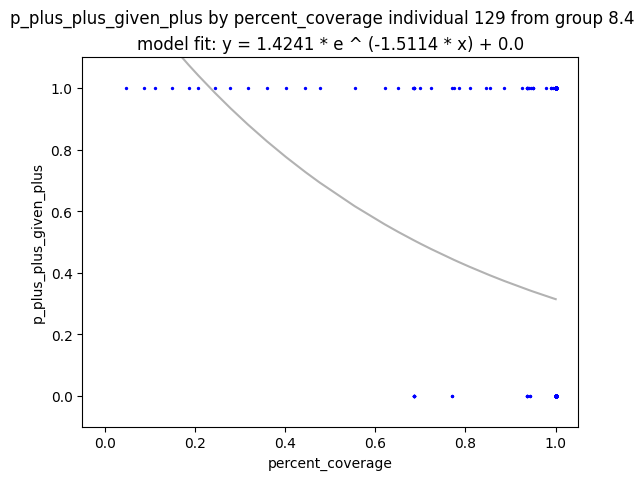 p_plus_plus_given_plus by percent_coverage individual 129 from group 8.4
model fit: y = 1.4241 * e ^ (-1.5114 * x) + 0.0
p_plus_plus_given_plus
1.0
0.8
0.6
0.4
0.2
0.0
0.0 0.2 0.4 0.6 0.8 1.0
percent_coverage